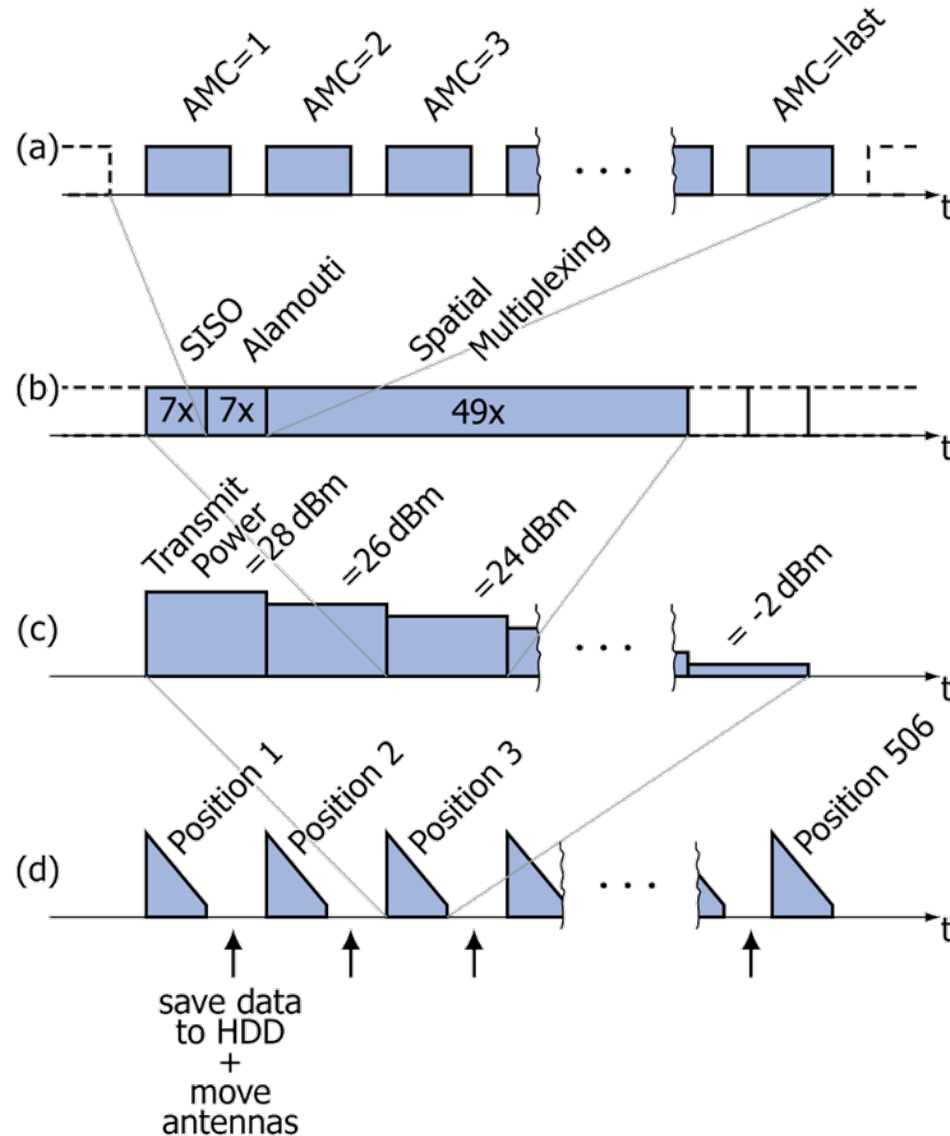 (a)
AMC=1
AMC=2
AMC=3
AMC=last
. . .
t
(b)
SISO
Alamouti
Spatial
Multiplexing
7x
7x
49x
t
(c)
Transmit
Power =28 dBm
=26 dBm
=24 dBm
= -2 dBm
. . .
t
(d)
Position 1
Position 2
Position 3
Position 506
. . .
t
save data
to HDD
+
move
antennas